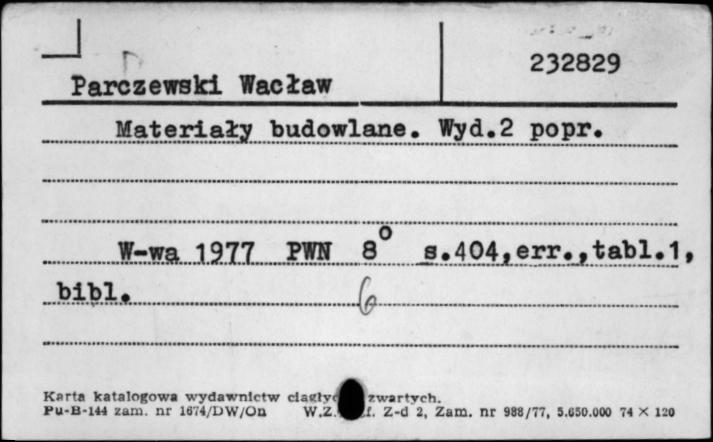 232829
Parczewski Wacław
Materiały budowlane. Wyd.2 popr.
W-wa 1977 PWN 8° s.404,err.,tabl.1,
bibl.
6
Karta katalogowa wydawnictw zwartych.
Pu-B-144 zam. nr 1674/DW/On W.Z. Z-d 2, Zam. nr 988/77, 5.650.000 74 × 120